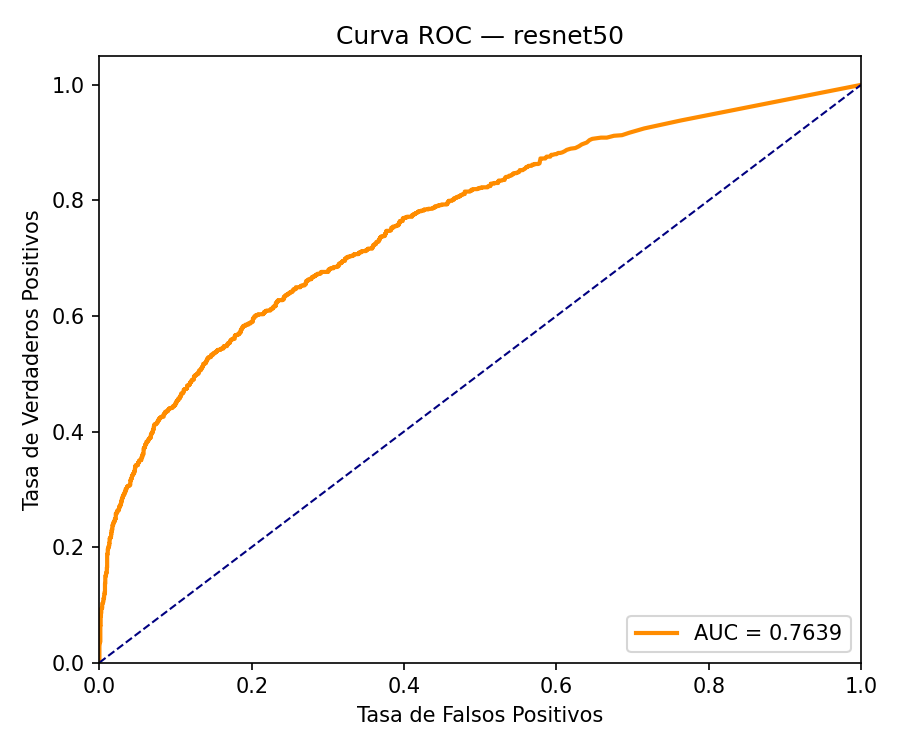 Curva ROC — resnet50
Tasa de Verdaderos Positivos
1.0
0.8
0.6
0.4
0.2
0.0
0.0 0.2 0.4 0.6 0.8 1.0
Tasa de Falsos Positivos
AUC = 0.7639